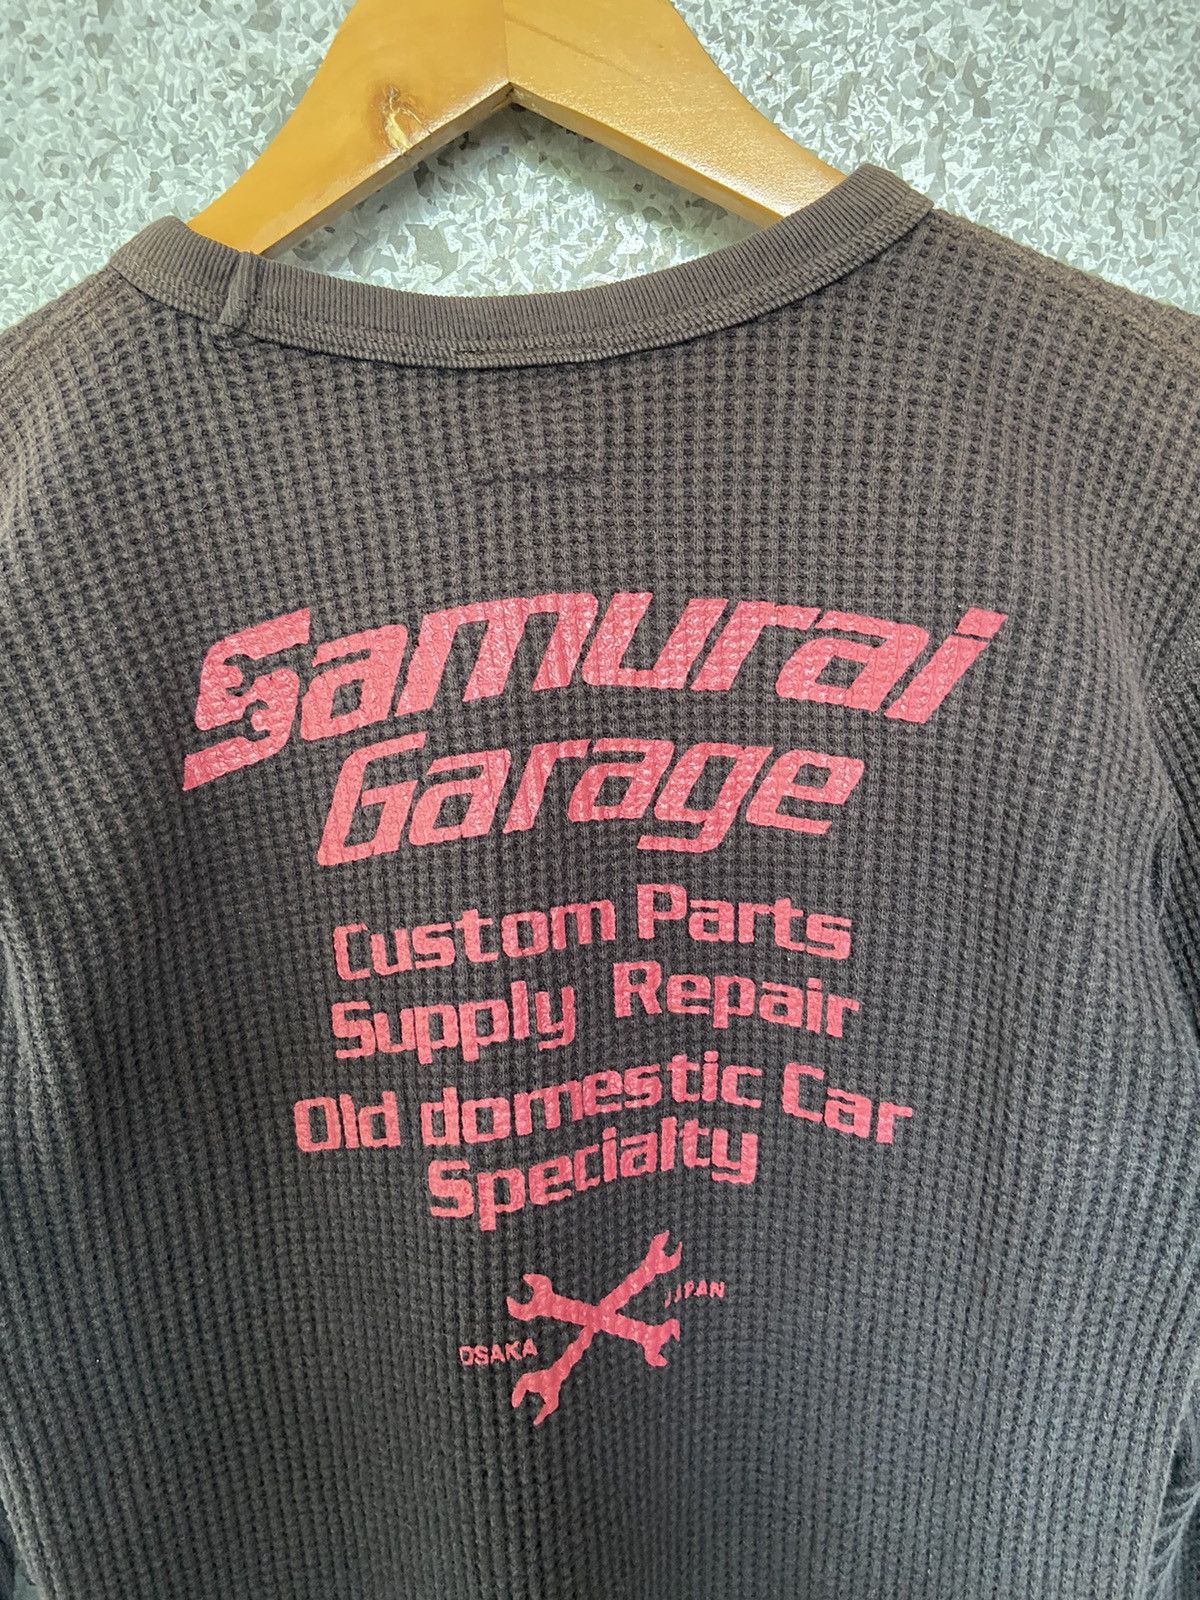 Samurai
Garage
Custom Parts
Supply Repair
Old domestic Car
Specialty
JAPAN
OSAKA